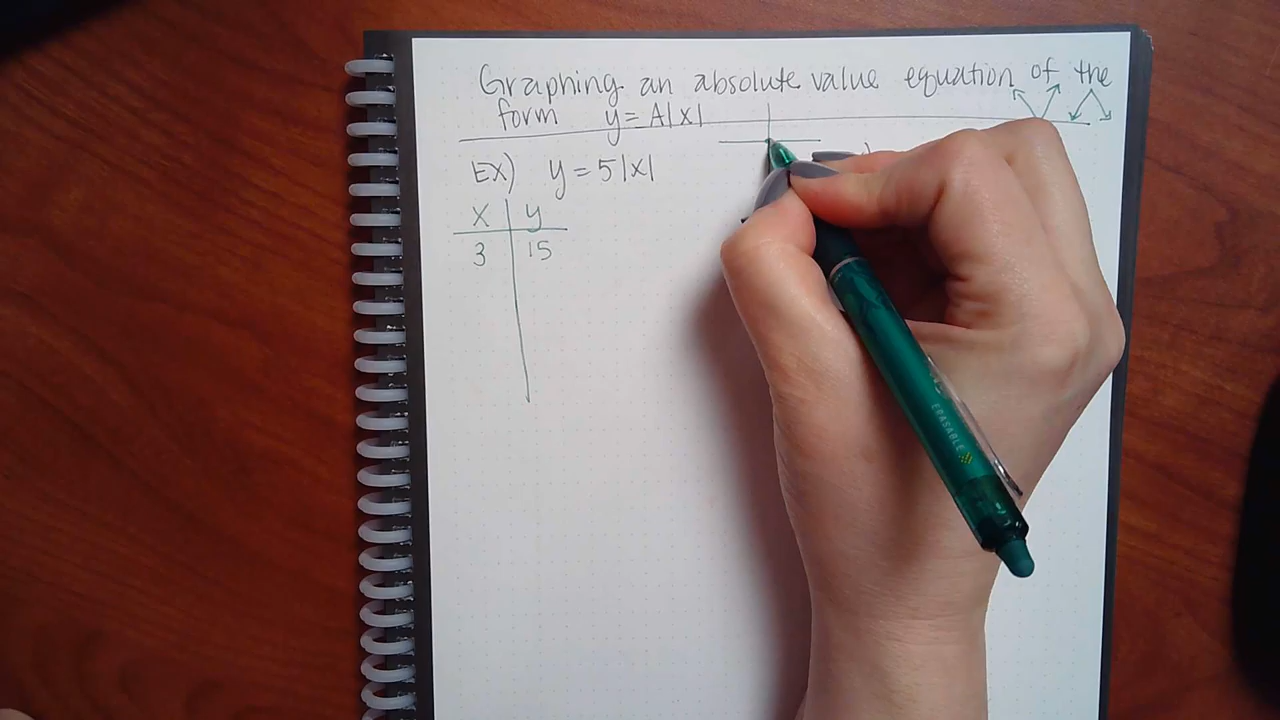 Graphing an absolute value equation of the
form y = A|x|
EX) y = 5|x|
x y
3 15
ERASABLE